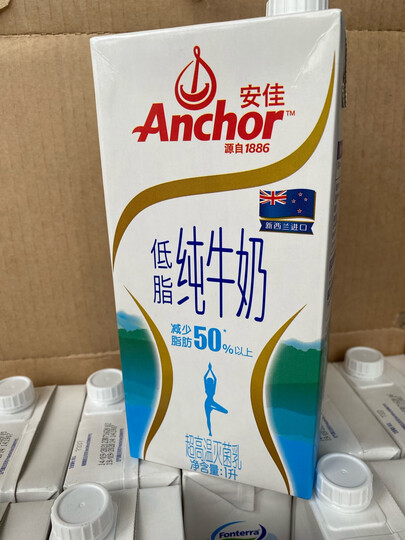 安佳
Anchor™
源自1886
新西兰进口
低脂
纯牛奶
减少
脂肪50%*以上
超高温灭菌乳
净含量:1升
Fonterra